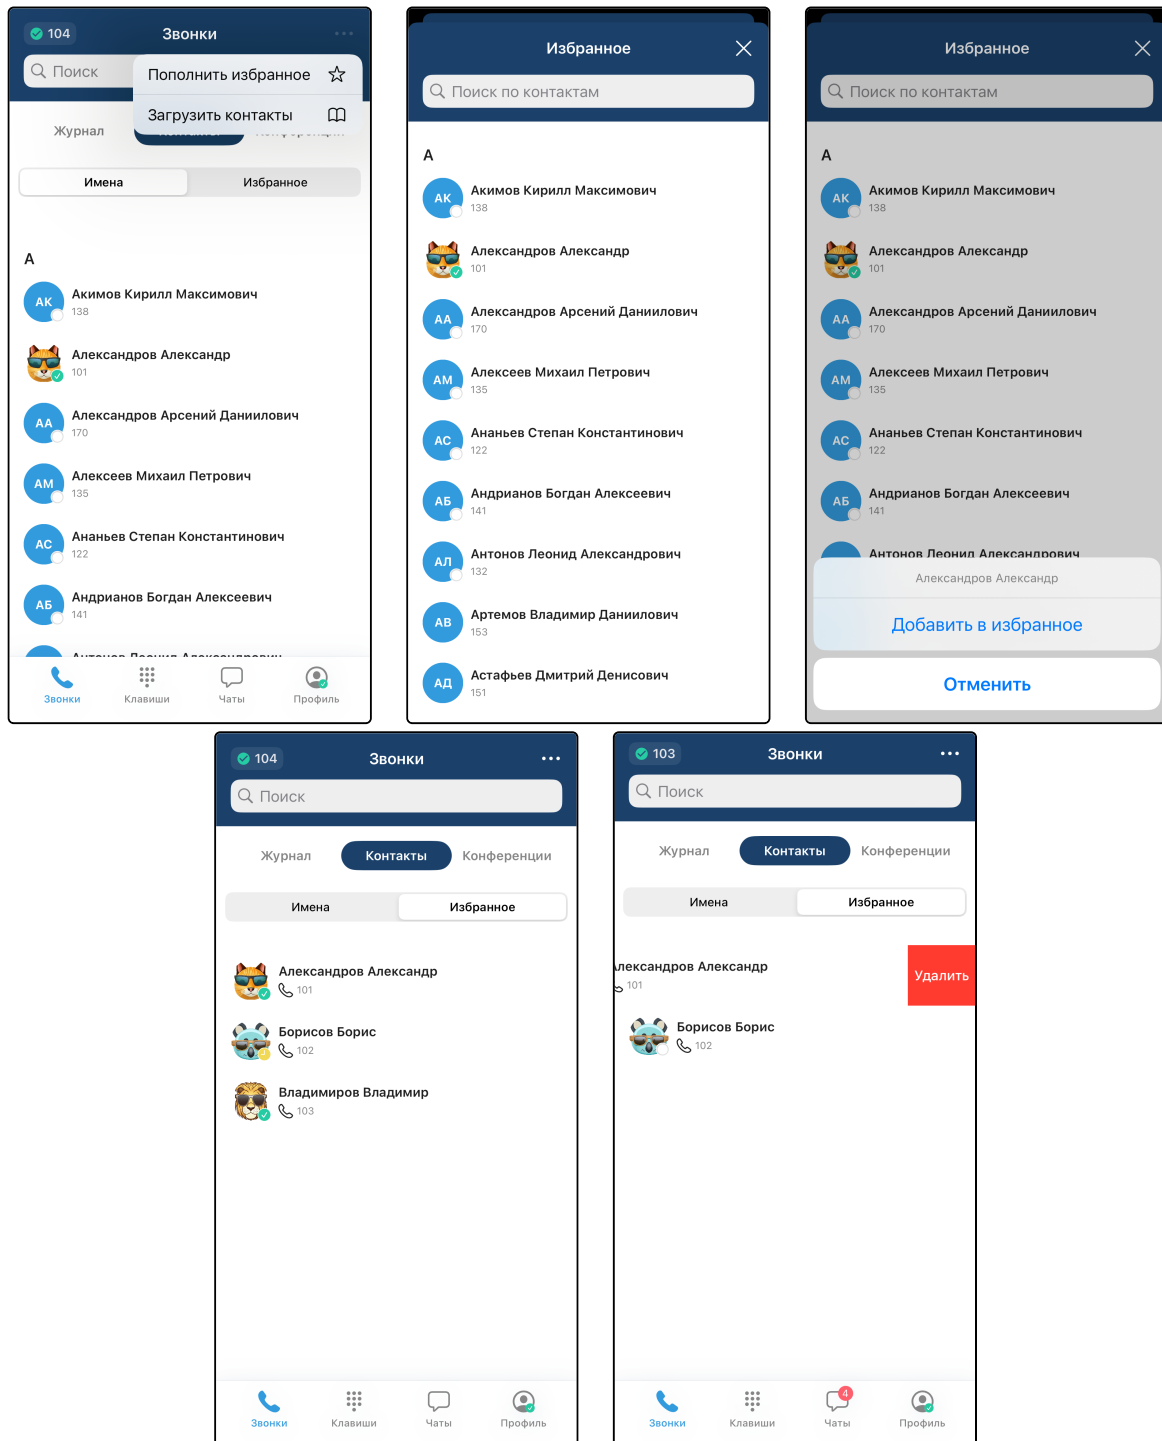 104
Звонки
Поиск
Пополнить избранное
Загрузить контакты
Журнал
Имена
Избранное
А
АК
Акимов Кирилл Максимович
138
Александров Александр
101
АА
Александров Арсений Даниилович
170
АМ
Алексеев Михаил Петрович
135
АС
Ананьев Степан Константинович
122
АБ
Андрианов Богдан Алексеевич
141
Антонов Леонид Александрович
Звонки
Клавиши
Чаты
Профиль
Избранное
Поиск по контактам
А
АК
Акимов Кирилл Максимович
138
Александров Александр
101
АА
Александров Арсений Даниилович
170
АМ
Алексеев Михаил Петрович
135
АС
Ананьев Степан Константинович
122
АБ
Андрианов Богдан Алексеевич
141
АЛ
Антонов Леонид Александрович
132
АВ
Артемов Владимир Даниилович
153
АД
Астафьев Дмитрий Денисович
151
Избранное
Поиск по контактам
А
АК
Акимов Кирилл Максимович
138
Александров Александр
101
АА
Александров Арсений Даниилович
170
АМ
Алексеев Михаил Петрович
135
АС
Ананьев Степан Константинович
122
АБ
Андрианов Богдан Алексеевич
141
Антонов Леонид Александрович
Александров Александр
Добавить в избранное
Отменить
104
Звонки
Поиск
Журнал
Контакты
Конференции
Имена
Избранное
Александров Александр
101
Борисов Борис
102
Владимиров Владимир
103
Звонки
Клавиши
Чаты
Профиль
103
Звонки
Поиск
Журнал
Контакты
Конференции
Имена
Избранное
Александров Александр
101
Удалить
Борисов Борис
102
4
Звонки
Клавиши
Чаты
Профиль